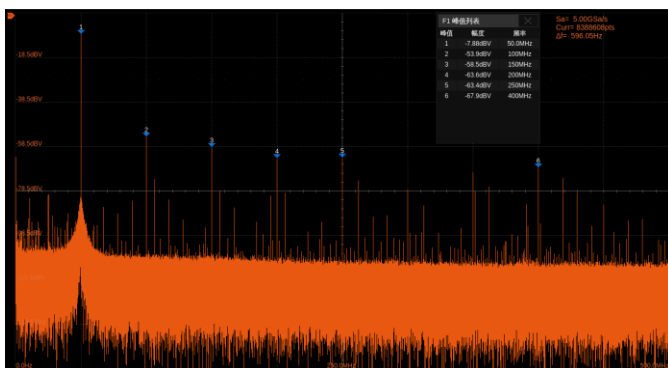 F1 峰值列表
峰值 幅度 频率
1 -7.88dBV 50.0MHz
2 -53.9dBV 100MHz
3 -58.5dBV 150MHz
4 -63.6dBV 200MHz
5 -63.4dBV 250MHz
6 -67.9dBV 400MHz
Sa= 5.00GSa/s
Curr= 8388608pts
Δf= 596.05Hz
1
-18.5dBV
-38.5dBV
2
3
-58.5dBV
4
5
6
-78.5dBV
-98.5dBV
0.0Hz
250.0MHz